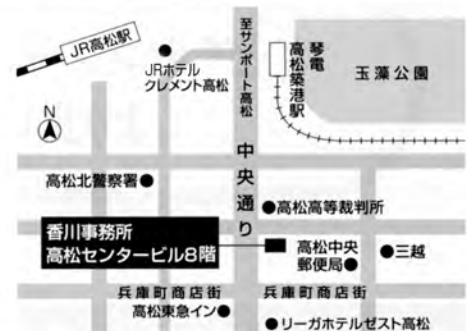 JR高松駅
JRホテル
クレメント高松
至サンポート高松
琴電
高松築港駅
玉藻公園
N
中央通り
高松北警察署
高松高等裁判所
香川事務所
高松センタービル8階
高松中央
郵便局
三越
兵庫町商店街
兵庫町商店街
高松東急イン
リーガホテルゼスト高松